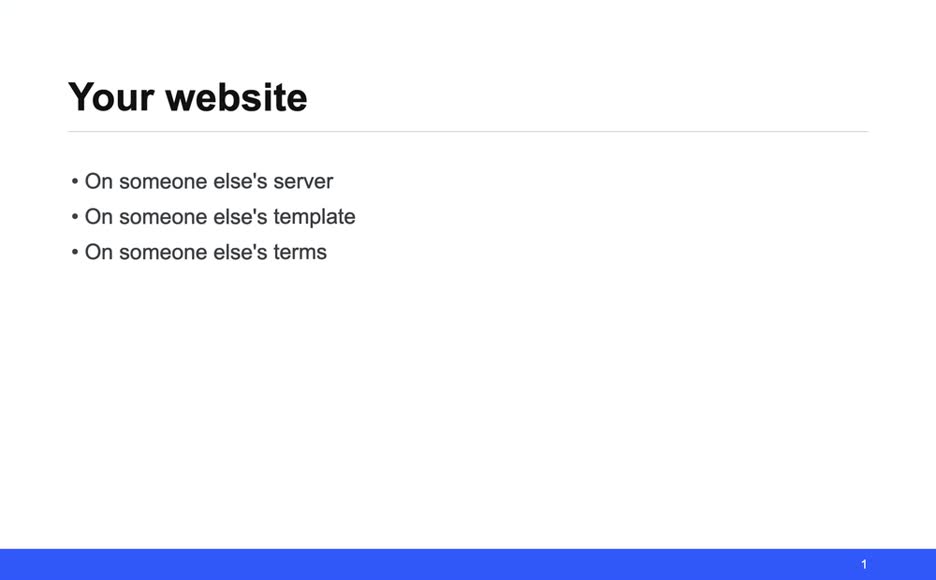 Your website
• On someone else's server
• On someone else's template
• On someone else's terms
1